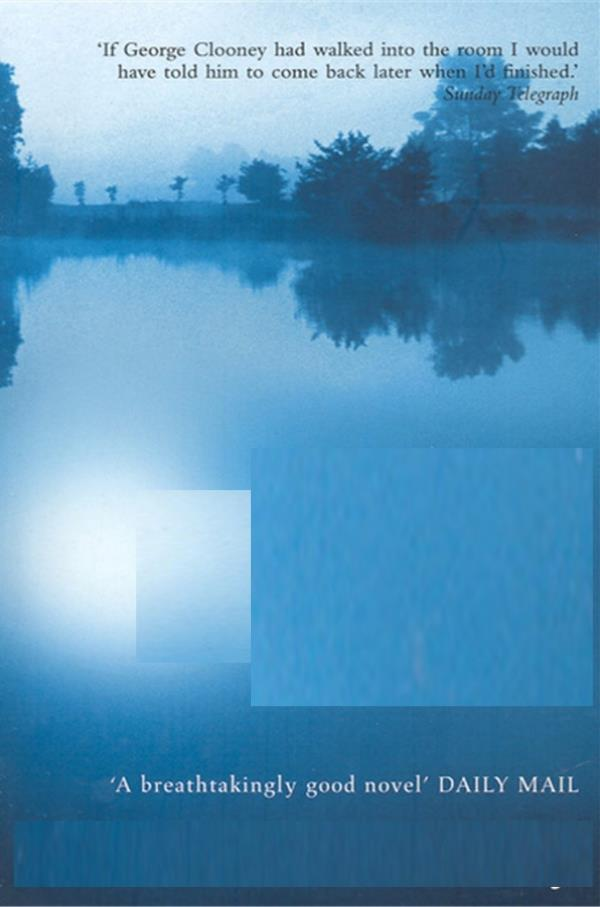 ‘If George Clooney had walked into the room I would
have told him to come back later when I’d finished.’
Sunday Telegraph
‘A breathtakingly good novel’ DAILY MAIL